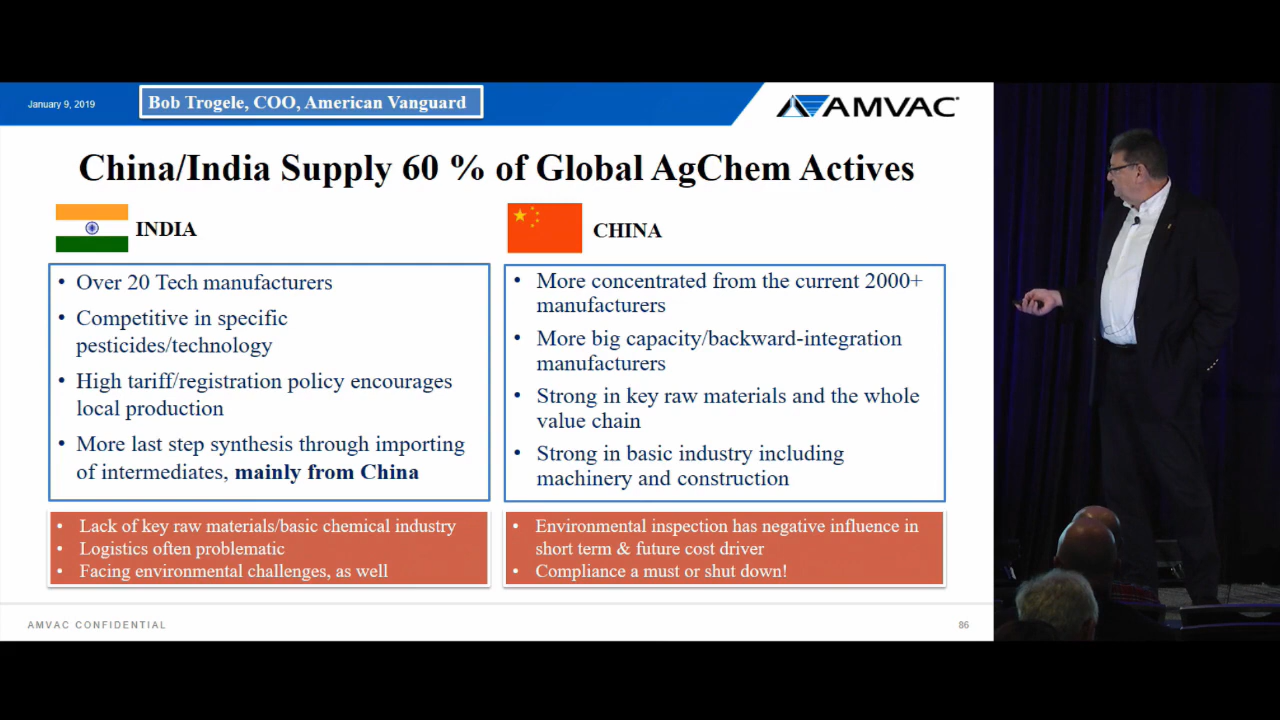 January 9, 2019
Bob Trogele, COO, American Vanguard
AMVAC
China/India Supply 60 % of Global AgChem Actives
INDIA
• Over 20 Tech manufacturers
• Competitive in specific
pesticides/technology
• High tariff/registration policy encourages
local production
• More last step synthesis through importing
of intermediates, mainly from China
• Lack of key raw materials/basic chemical industry
• Logistics often problematic
• Facing environmental challenges, as well
CHINA
• More concentrated from the current 2000+
manufacturers
• More big capacity/backward-integration
manufacturers
• Strong in key raw materials and the whole
value chain
• Strong in basic industry including
machinery and construction
• Environmental inspection has negative influence in
short term & future cost driver
• Compliance a must or shut down!
AMVAC CONFIDENTIAL
86